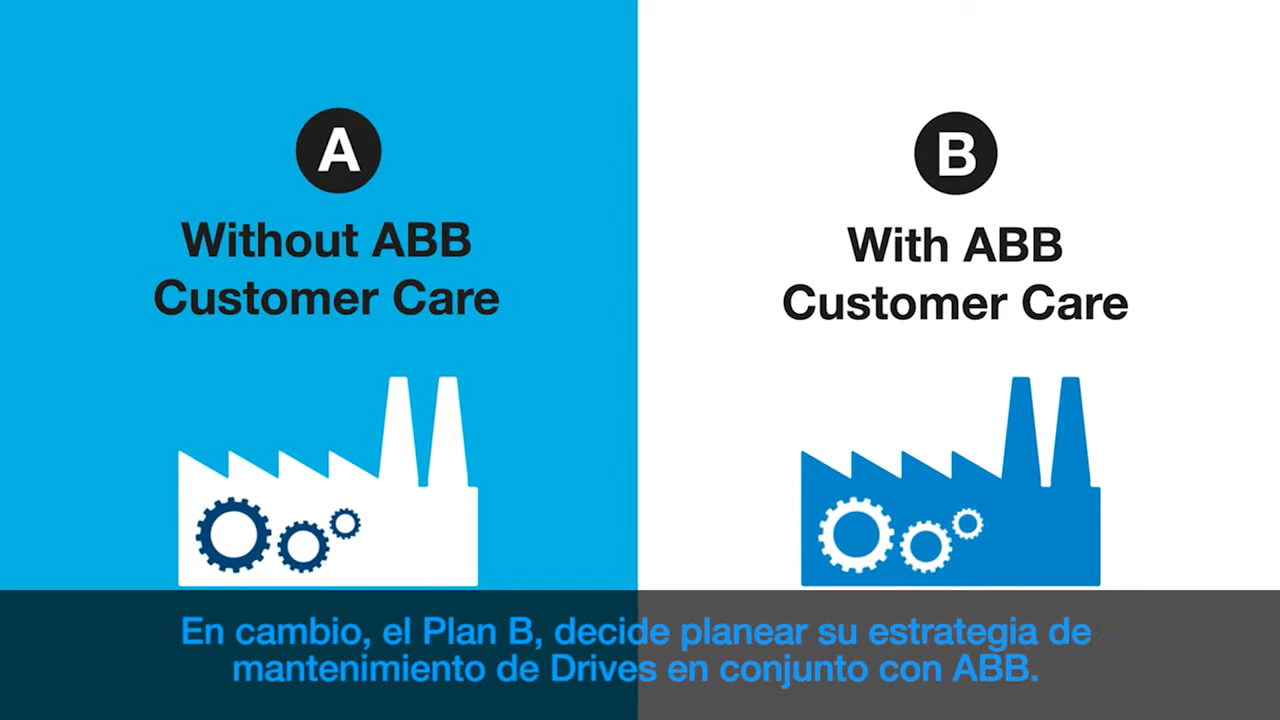 A
Without ABB
Customer Care
B
With ABB
Customer Care
En cambio, el Plan B, decide planear su estrategia de
mantenimiento de Drives en conjunto con ABB.